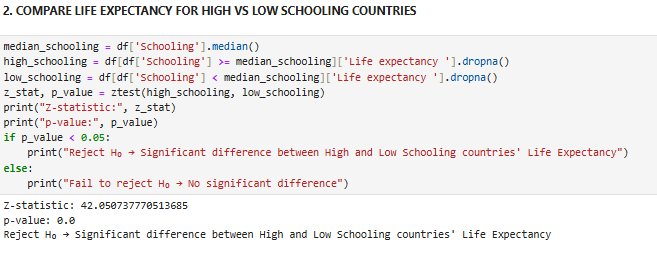 2. COMPARE LIFE EXPECTANCY FOR HIGH VS LOW SCHOOLING COUNTRIES
median_schooling = df['Schooling'].median()
high_schooling = df[df['Schooling'] >= median_schooling]['Life expectancy '].dropna()
low_schooling = df[df['Schooling'] < median_schooling]['Life expectancy '].dropna()
z_stat, p_value = ztest(high_schooling, low_schooling)
print("Z-statistic:", z_stat)
print("p-value:", p_value)
if p_value < 0.05:
    print("Reject H₀ → Significant difference between High and Low Schooling countries' Life Expectancy")
else:
    print("Fail to reject H₀ → No significant difference")
Z-statistic: 42.050737770513685
p-value: 0.0
Reject H₀ → Significant difference between High and Low Schooling countries' Life Expectancy